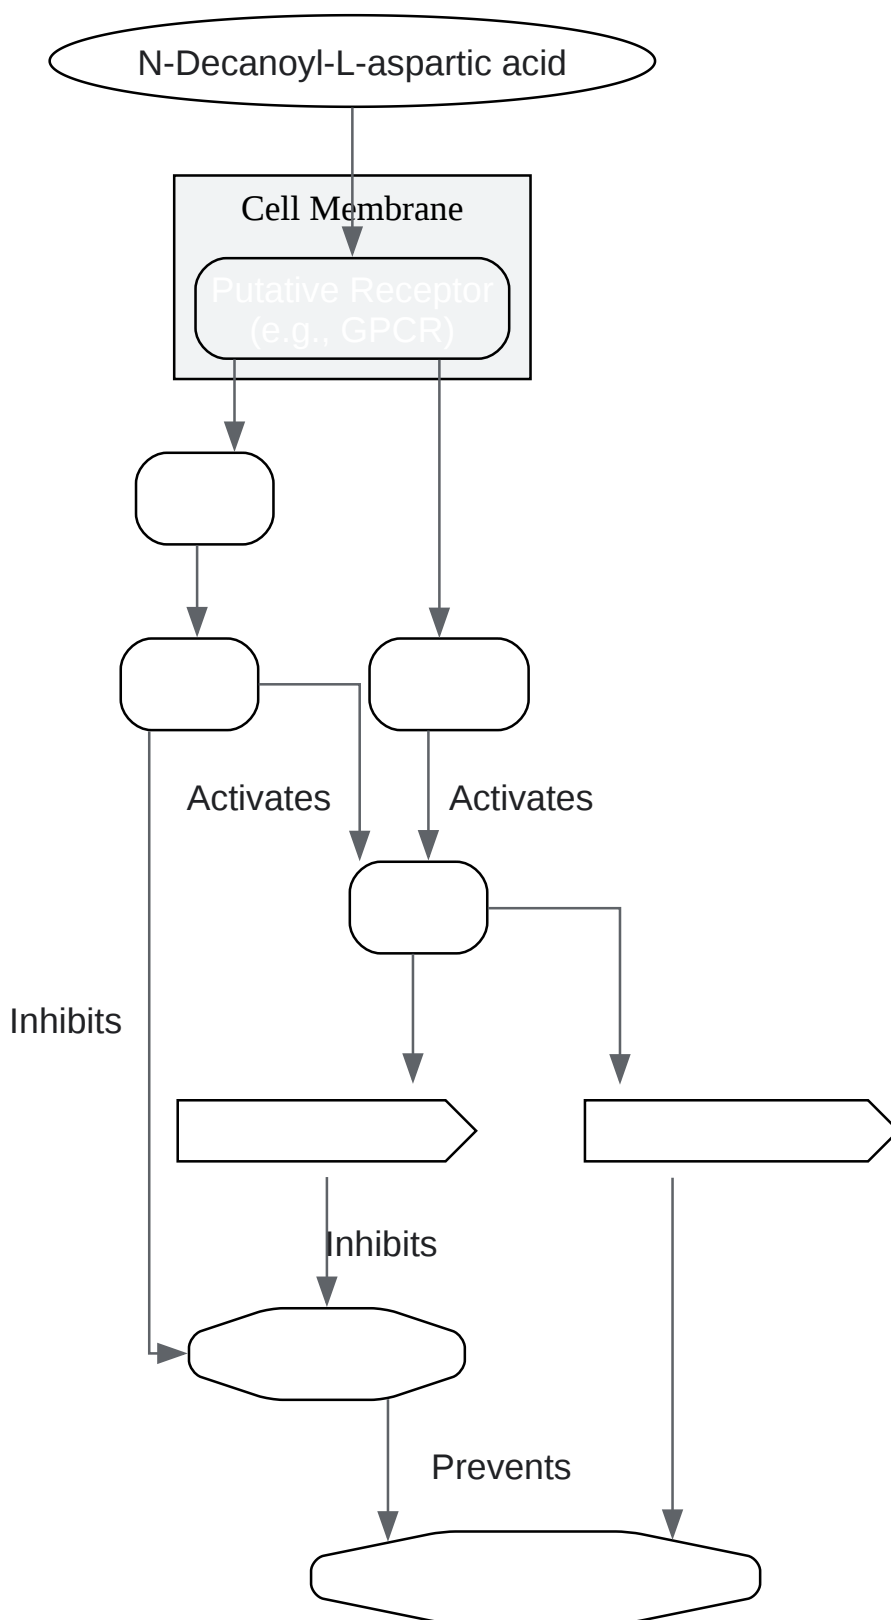 N-Decanoyl-L-aspartic acid
Cell Membrane
Putative Receptor
(e.g., GPCR)
Activates
Activates
Inhibits
Inhibits
Prevents